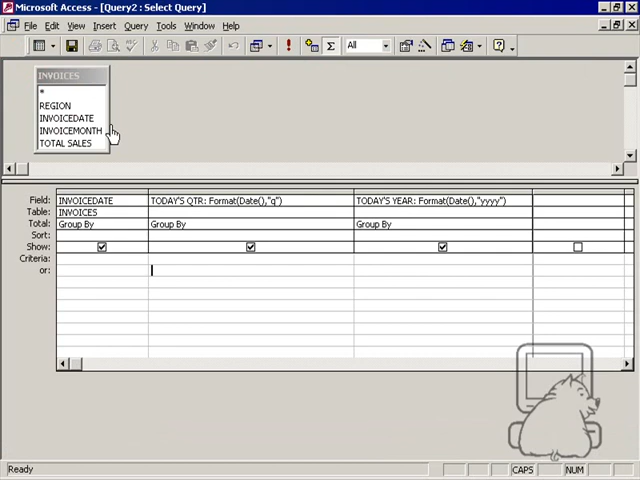 Microsoft Access - [Query2 : Select Query]
File Edit View Insert Query Tools Window Help
Σ All
INVOICES
*
REGION
INVOICEDATE
INVOICEMONTH
TOTAL SALES
Field: INVOICEDATE TODAY'S QTR: Format(Date(),"q") TODAY'S YEAR: Format(Date(),"yyyy")
Table: INVOICES
Total: Group By Group By Group By
Sort:
Show:
Criteria:
or:
Ready CAPS NUM